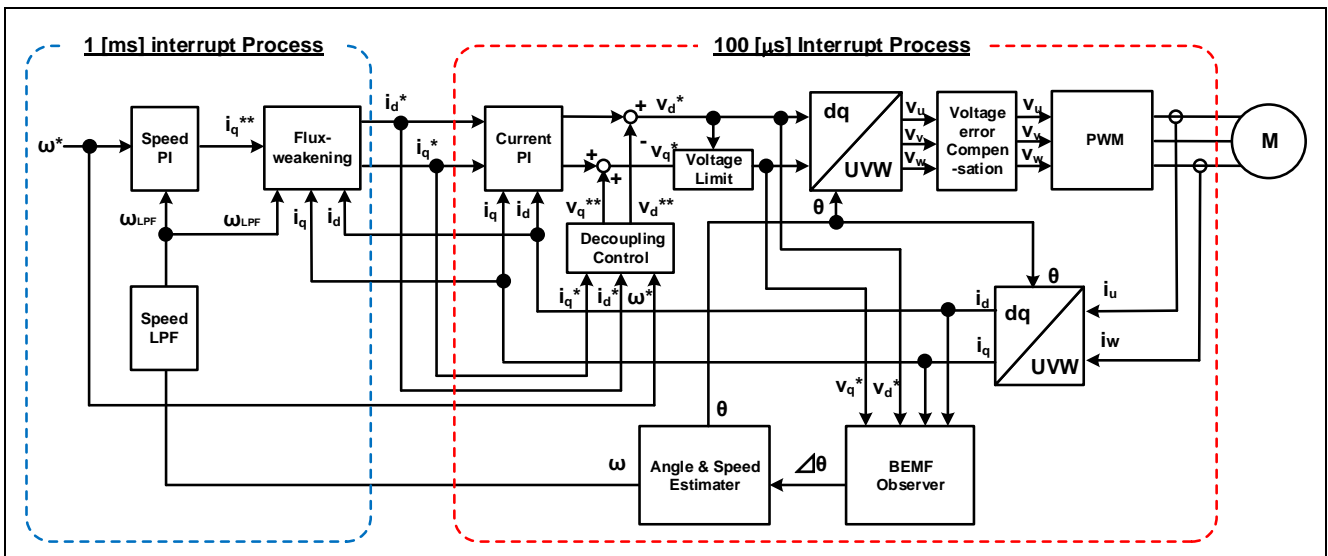 1 [ms] interrupt Process
100 [μs] Interrupt Process
ω*
Speed
PI
iq**
Flux-
weakening
id*
iq*
Current
PI
+
-
vd*
+
+
vq*
Voltage
Limit
dq
UVW
vu
vv
vw
Voltage
error
Compen
-sation
vu
vv
vw
PWM
M
ωLPF
ωLPF
iq
id
iq
id
vq**
vd**
θ
Decoupling
Control
iq*
id*
ω*
Speed
LPF
id
iq
θ
dq
UVW
iu
iw
vq*
vd*
θ
ω
Angle & Speed
Estimater
⊿θ
BEMF
Observer